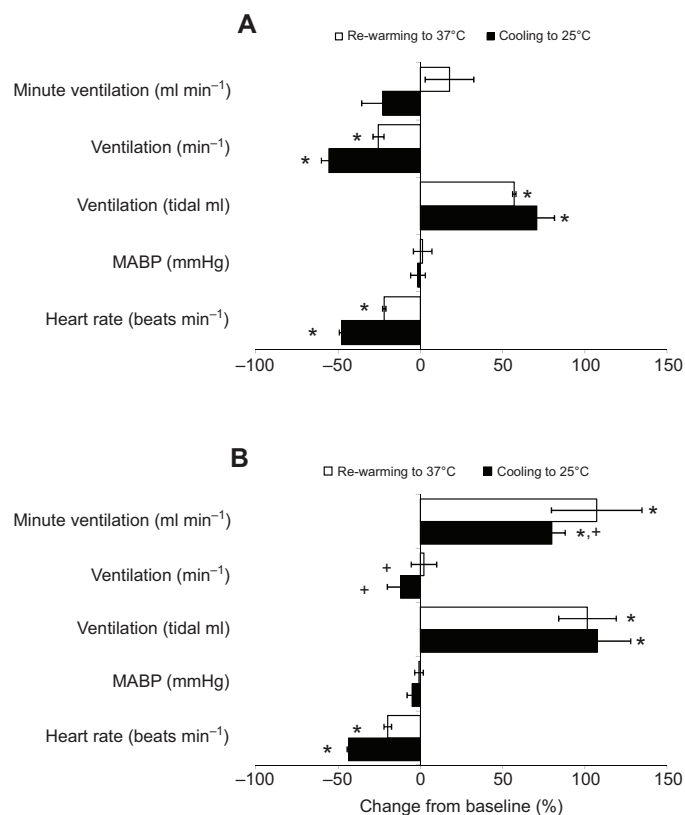 A
Re-warming to 37°C Cooling to 25°C
Minute ventilation (ml min⁻¹)
Ventilation (min⁻¹)
*
*
Ventilation (tidal ml)
*
*
MABP (mmHg)
Heart rate (beats min⁻¹)
*
*
–100 –50 0 50 100 150
B
Re-warming to 37°C Cooling to 25°C
Minute ventilation (ml min⁻¹)
*
*,+
Ventilation (min⁻¹)
+
+
Ventilation (tidal ml)
*
*
MABP (mmHg)
Heart rate (beats min⁻¹)
*
*
–100 –50 0 50 100 150
Change from baseline (%)